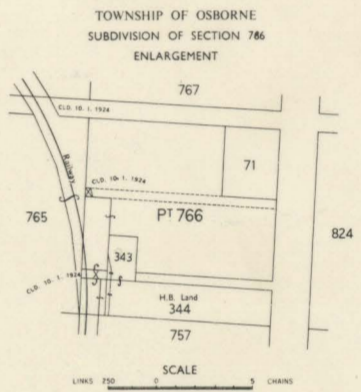 TOWNSHIP OF OSBORNE
SUBDIVISION OF SECTION 766
ENLARGEMENT
767
CLD. 10. 1. 1924
71
Railway
CLD. 10. 1. 1924
765
PT 766
824
343
CLD. 10. 1. 1924
H.B. Land
344
757
SCALE
LINKS 250 0 5 CHAINS